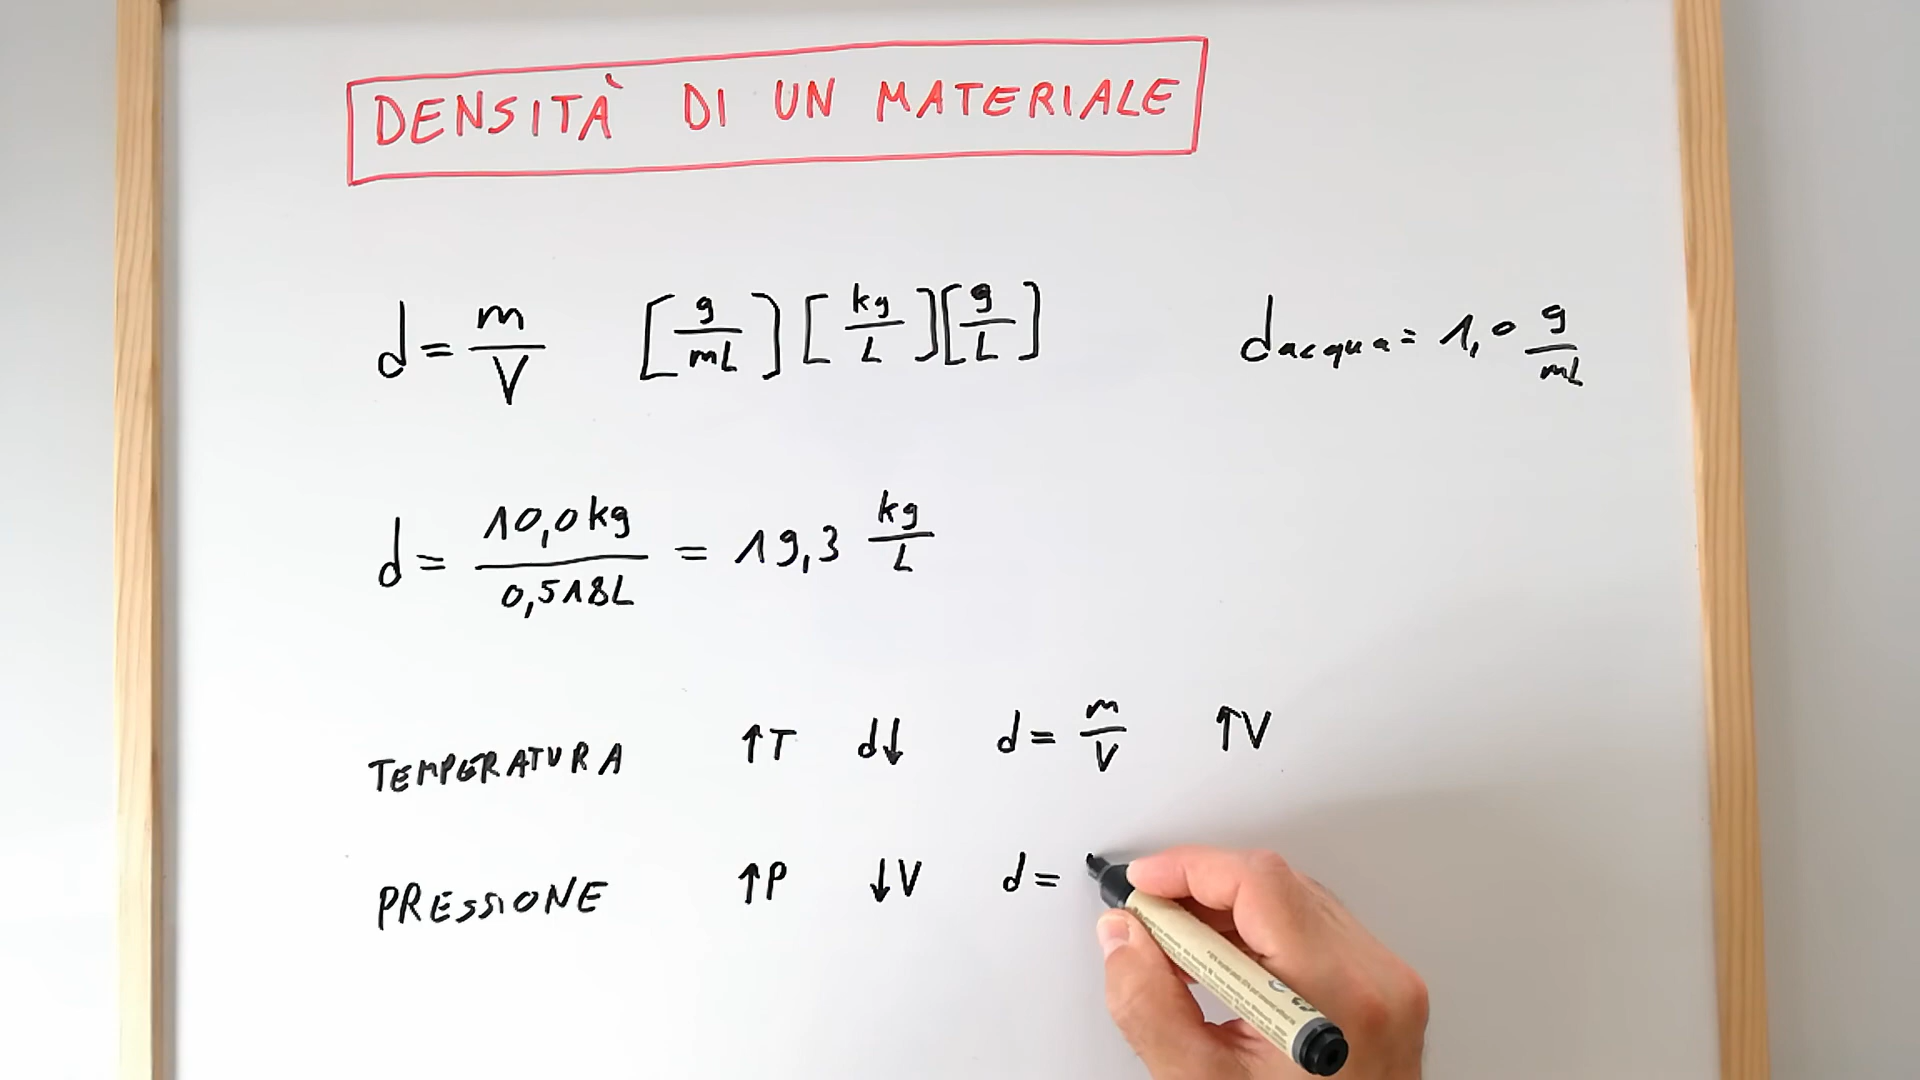 DENSITÀ DI UN MATERIALE
d = m/V [g/mL] [kg/L] [g/L] dacqua = 1,0 g/mL
d = 10,0 kg / 0,518 L = 19,3 kg/L
TEMPERATURA ↑T d↓ d = m/V ↑V
PRESSIONE ↑P ↓V d =